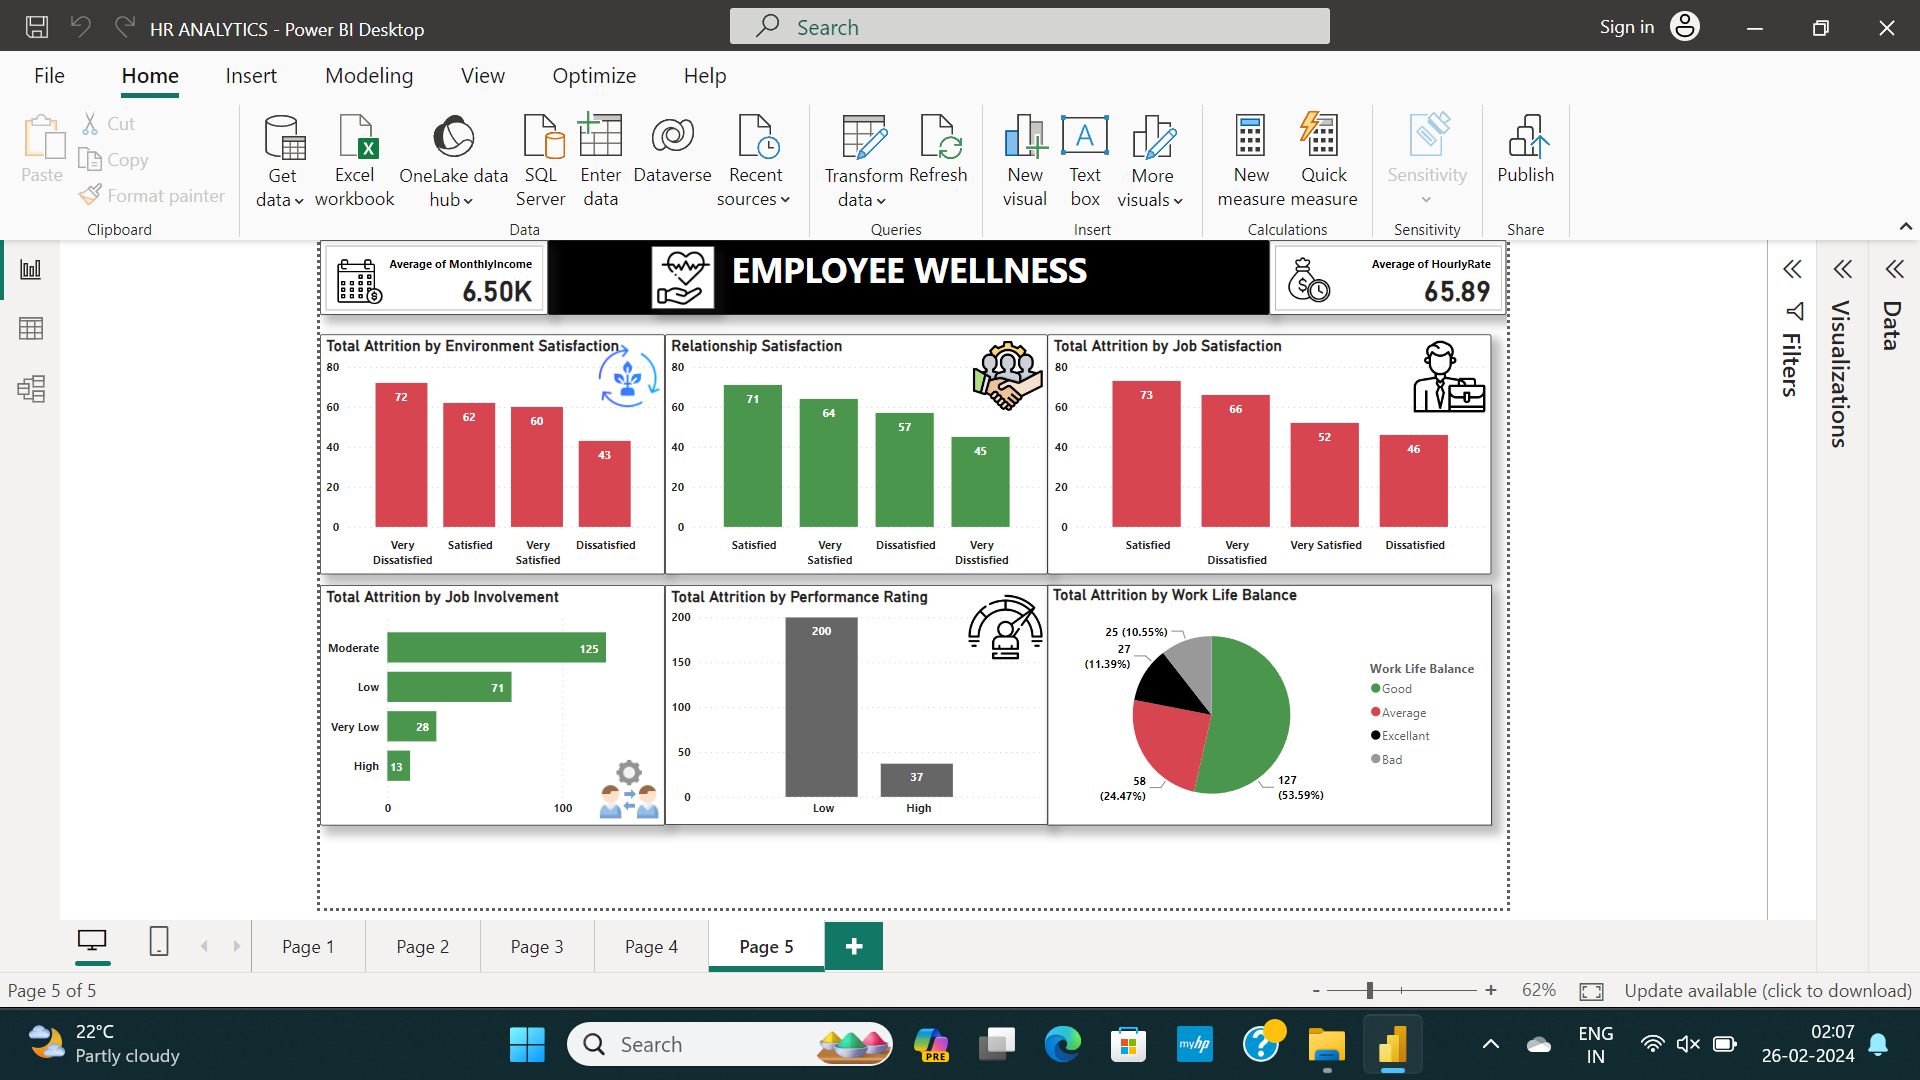 HR ANALYTICS - Power BI Desktop
Search
Sign in
File Home Insert Modeling View Optimize Help
Paste
Cut
Copy
Format painter
Clipboard
Get data
Excel workbook
OneLake data hub
SQL Server
Enter data
Dataverse
Recent sources
Data
Transform data
Refresh
Queries
New visual
Text box
More visuals
Insert
New measure
Quick measure
Calculations
Sensitivity
Sensitivity
Publish
Share
Average of MonthlyIncome
6.50K
EMPLOYEE WELLNESS
Average of HourlyRate
65.89
Total Attrition by Environment Satisfaction
80
60
40
20
0
72
62
60
43
Very Dissatisfied
Satisfied
Very Satisfied
Dissatisfied
Relationship Satisfaction
80
60
40
20
0
71
64
57
45
Satisfied
Very Satisfied
Dissatisfied
Very Disstisfied
Total Attrition by Job Satisfaction
80
60
40
20
0
73
66
52
46
Satisfied
Very Dissatisfied
Very Satisfied
Dissatisfied
Total Attrition by Job Involvement
Moderate 125
Low 71
Very Low 28
High 13
0 100
Total Attrition by Performance Rating
200
150
100
50
0
200
37
Low High
Total Attrition by Work Life Balance
25 (10.55%)
27
(11.39%)
58
(24.47%)
127
(53.59%)
Work Life Balance
Good
Average
Excellant
Bad
Filters
Visualizations
Data
Page 1 Page 2 Page 3 Page 4 Page 5 +
Page 5 of 5
- + 62%
Update available (click to download)
22°C
Partly cloudy
Search
PRE
myhp
ENG
IN
02:07
26-02-2024